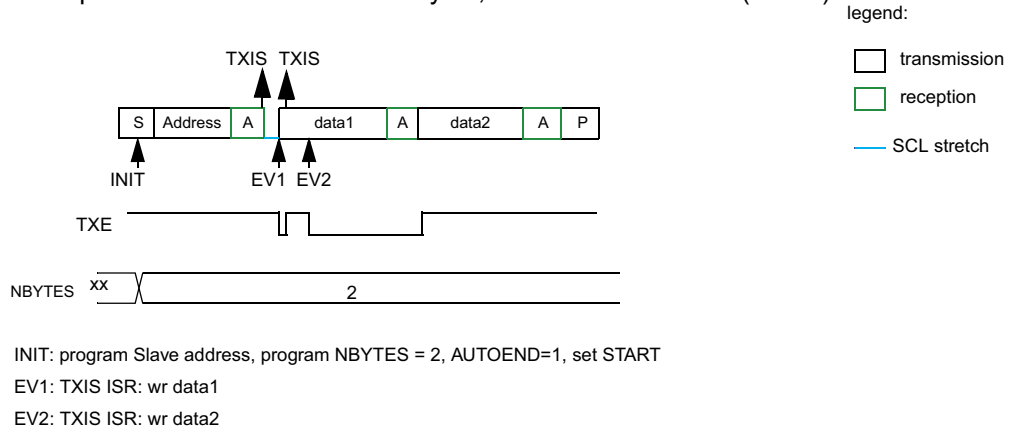 legend:
transmission
reception
SCL stretch
TXIS TXIS
S Address A data1 A data2 A P
INIT EV1 EV2
TXE
NBYTES xx 2
INIT: program Slave address, program NBYTES = 2, AUTOEND=1, set START
EV1: TXIS ISR: wr data1
EV2: TXIS ISR: wr data2